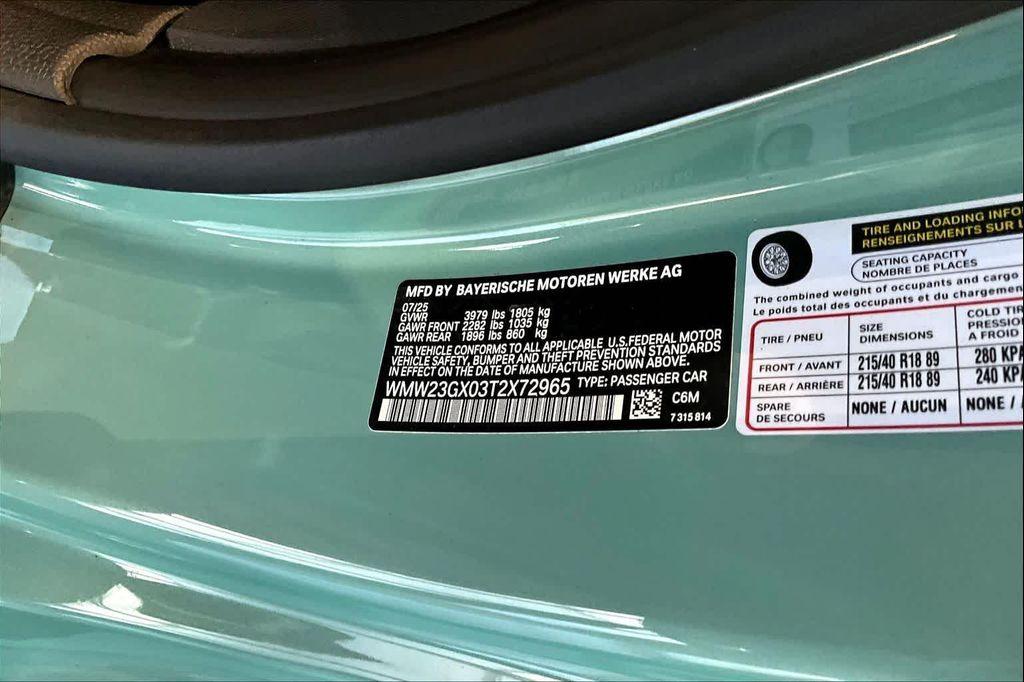 MFD BY BAYERISCHE MOTOREN WERKE AG
07/25
GVWR 3979 lbs 1805 kg
GAWR FRONT 2282 lbs 1035 kg
GAWR REAR 1896 lbs 860 kg
THIS VEHICLE CONFORMS TO ALL APPLICABLE U.S.FEDERAL MOTOR
VEHICLE SAFETY, BUMPER AND THEFT PREVENTION STANDARDS
IN EFFECT ON THE DATE OF MANUFACTURE SHOWN ABOVE.
WMW23GX03T2X72965 TYPE: PASSENGER CAR
C6M
7 315 814
TIRE AND LOADING INFO
RENSEIGNEMENTS SUR L
SEATING CAPACITY
NOMBRE DE PLACES
The combined weight of occupants and cargo
Le poids total des occupants et du chargemen
TIRE / PNEU SIZE DIMENSIONS COLD TIR PRESSIO A FROID
FRONT / AVANT 215/40 R18 89 280 KPA
REAR / ARRIÈRE 215/40 R18 89 240 KPA
SPARE DE SECOURS NONE / AUCUN NONE /